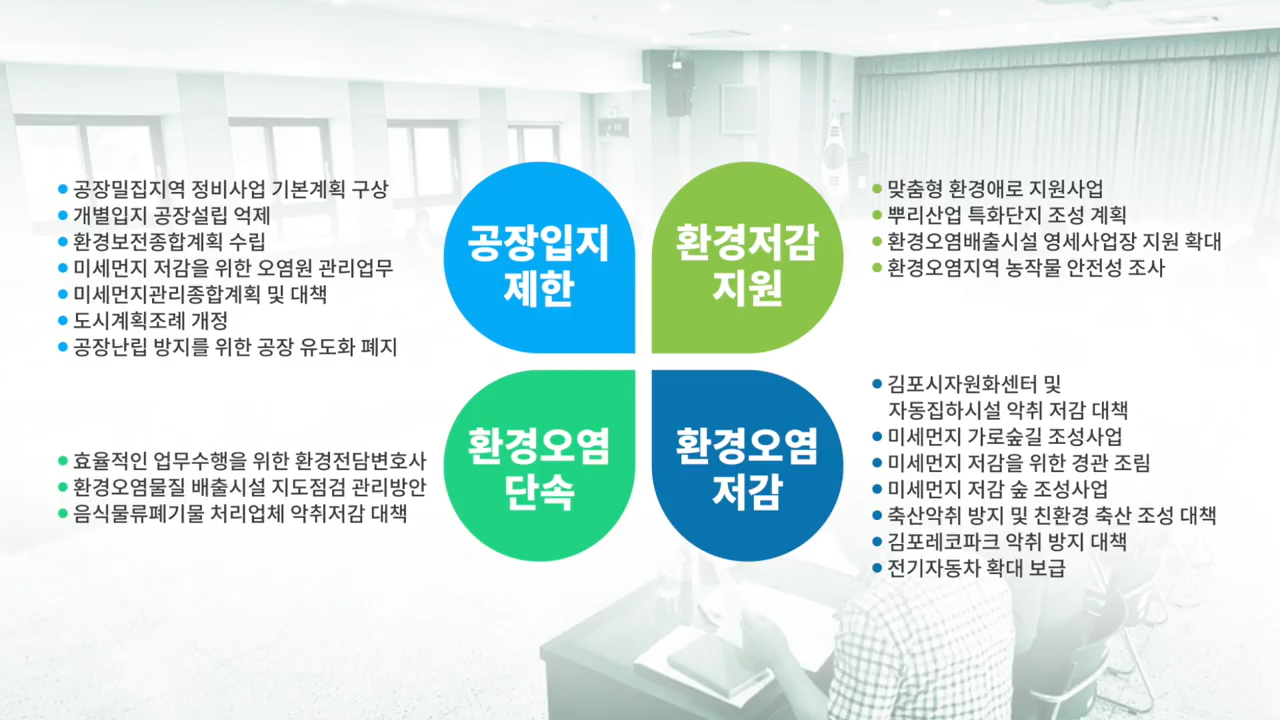 공장입지
제한
공장밀집지역 정비사업 기본계획 구상
개별입지 공장설립 억제
환경보전종합계획 수립
미세먼지 저감을 위한 오염원 관리업무
미세먼지관리종합계획 및 대책
도시계획조례 개정
공장난립 방지를 위한 공장 유도화 폐지
환경저감
지원
맞춤형 환경애로 지원사업
뿌리산업 특화단지 조성 계획
환경오염배출시설 영세사업장 지원 확대
환경오염지역 농작물 안전성 조사
환경오염
단속
효율적인 업무수행을 위한 환경전담변호사
환경오염물질 배출시설 지도점검 관리방안
음식물류폐기물 처리업체 악취저감 대책
환경오염
저감
김포시자원화센터 및
자동집하시설 악취 저감 대책
미세먼지 가로숲길 조성사업
미세먼지 저감을 위한 경관 조림
미세먼지 저감 숲 조성사업
축산악취 방지 및 친환경 축산 조성 대책
김포레코파크 악취 방지 대책
전기자동차 확대 보급